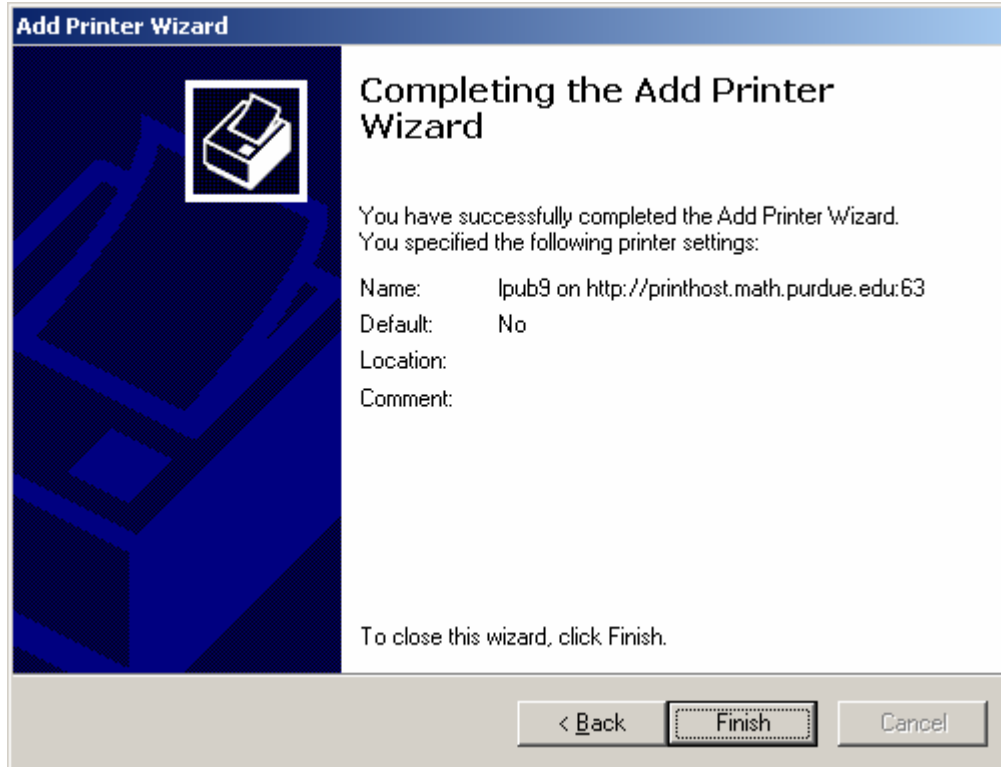 Add Printer Wizard
Completing the Add Printer
Wizard
You have successfully completed the Add Printer Wizard.
You specified the following printer settings:
Name: lpub9 on http://printhost.math.purdue.edu:63
Default: No
Location:
Comment:
To close this wizard, click Finish.
< Back Finish Cancel